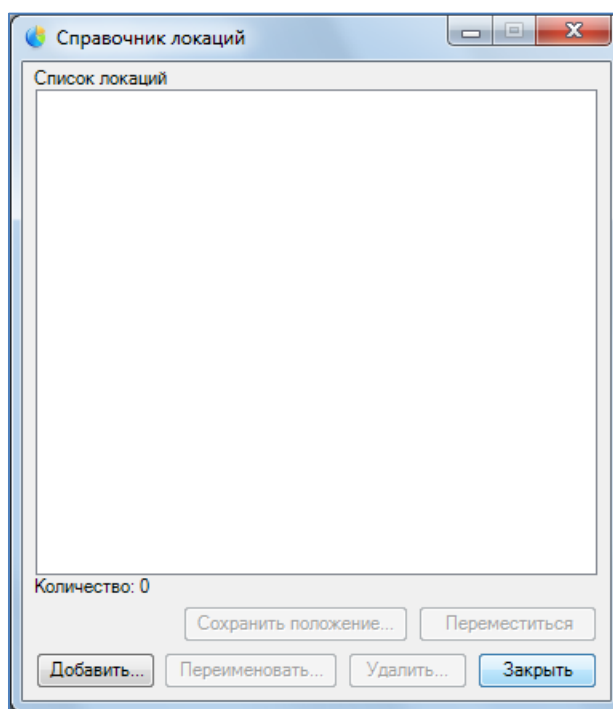 Справочник локаций
Список локаций
Количество: 0
Сохранить положение... Переместиться
Добавить... Переименовать... Удалить... Закрыть